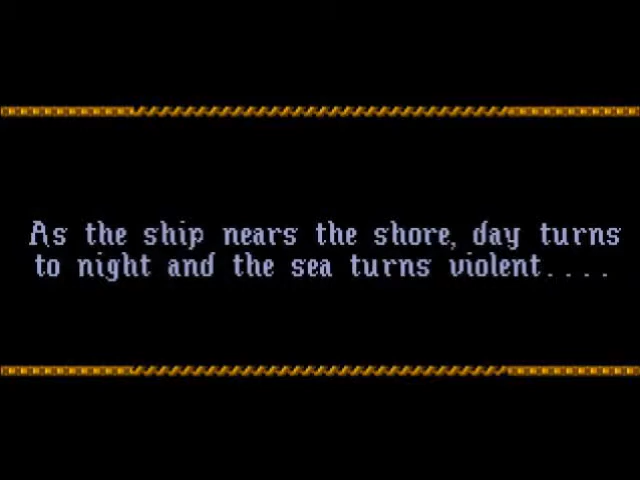 As the ship nears the shore, day turns
to night and the sea turns violent....